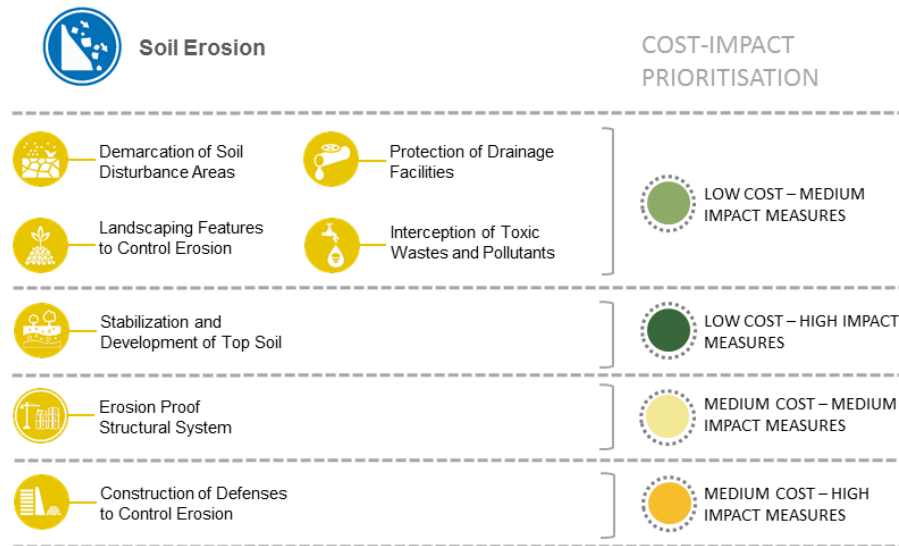 Soil Erosion
COST-IMPACT
PRIORITISATION
Demarcation of Soil
Disturbance Areas
Protection of Drainage
Facilities
Landscaping Features
to Control Erosion
Interception of Toxic
Wastes and Pollutants
LOW COST – MEDIUM
IMPACT MEASURES
Stabilization and
Development of Top Soil
LOW COST – HIGH IMPACT
MEASURES
Erosion Proof
Structural System
MEDIUM COST – MEDIUM
IMPACT MEASURES
Construction of Defenses
to Control Erosion
MEDIUM COST – HIGH
IMPACT MEASURES